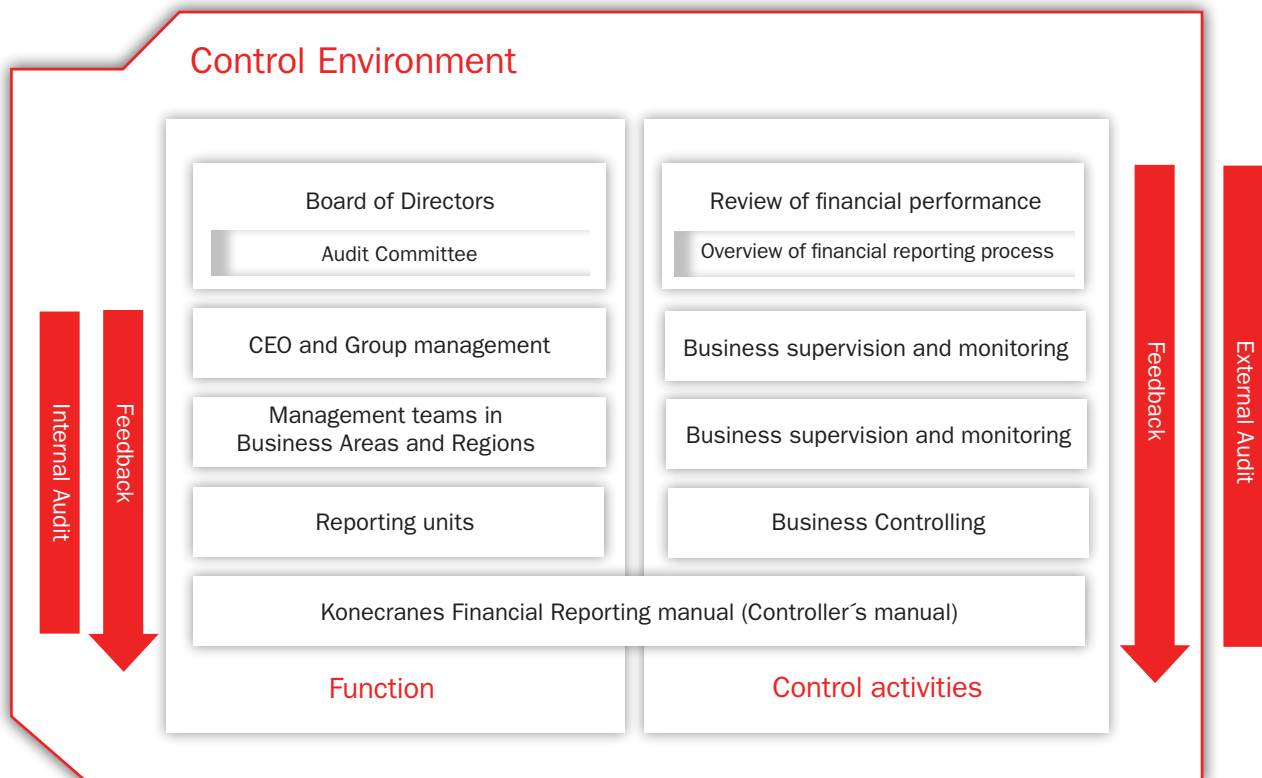 Control Environment
Board of Directors
Audit Committee
CEO and Group management
Management teams in
Business Areas and Regions
Reporting units
Review of financial performance
Overview of financial reporting process
Business supervision and monitoring
Business supervision and monitoring
Business Controlling
Konecranes Financial Reporting manual (Controller´s manual)
Function
Control activities
Internal Audit
Feedback
Feedback
External Audit